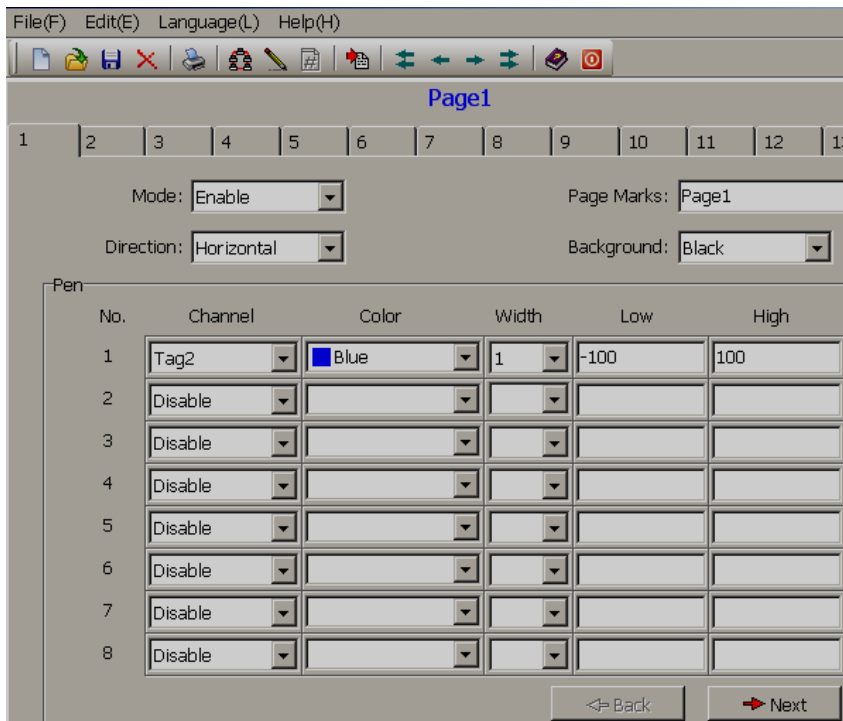 File(F) Edit(E) Language(L) Help(H)
Page1
1 2 3 4 5 6 7 8 9 10 11 12
Mode: Enable Page Marks: Page1
Direction: Horizontal Background: Black
Pen
No. Channel Color Width Low High
1 Tag2 Blue 1 -100 100
2 Disable
3 Disable
4 Disable
5 Disable
6 Disable
7 Disable
8 Disable
Back Next